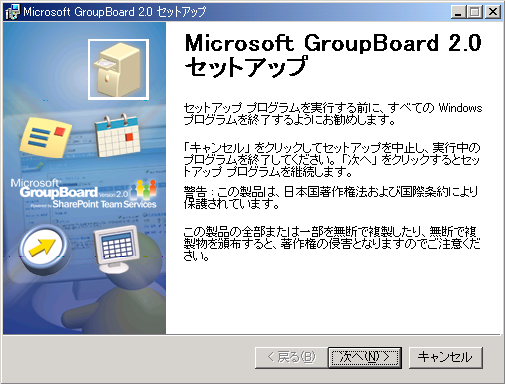 Microsoft GroupBoard 2.0 セットアップ
Microsoft GroupBoard 2.0
セットアップ
セットアップ プログラムを実行する前に、すべての Windows
プログラムを終了するようにお勧めします。
「キャンセル」 をクリックしてセットアップを中止し、実行中の
プログラムを終了してください。「次へ」 をクリックするとセッ
トアップ プログラムを継続します。
警告 : この製品は、日本国著作権法および国際条約により
保護されています。
この製品の全部または一部を無断で複製したり、無断で複
製物を頒布すると、著作権の侵害となりますのでご注意くだ
さい。
Microsoft
GroupBoard Version 2.0
Powered by SharePoint Team Services
< 戻る(B)
次へ(N) >
キャンセル